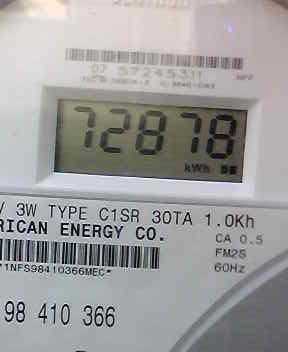 07 57245311
72878
kWh
V 3W TYPE C1SR 30TA 1.0Kh
RICAN ENERGY CO.
CA 0.5
FM2S
*1NFS98410366MEC*
60Hz
98 410 366